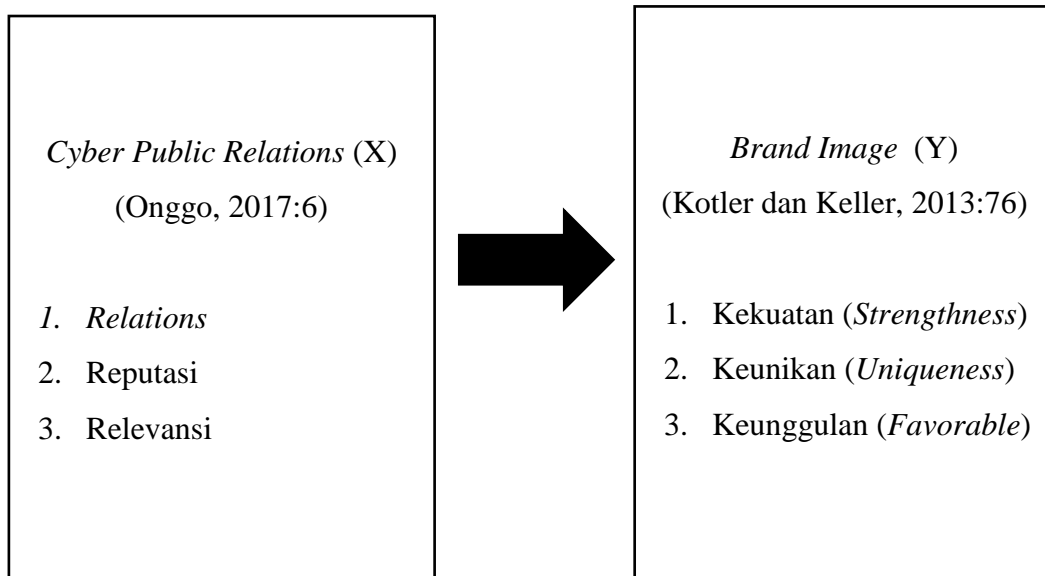 Cyber Public Relations (X)
(Onggo, 2017:6)
1. Relations
2. Reputasi
3. Relevansi
Brand Image (Y)
(Kotler dan Keller, 2013:76)
1. Kekuatan (Strengthness)
2. Keunikan (Uniqueness)
3. Keunggulan (Favorable)